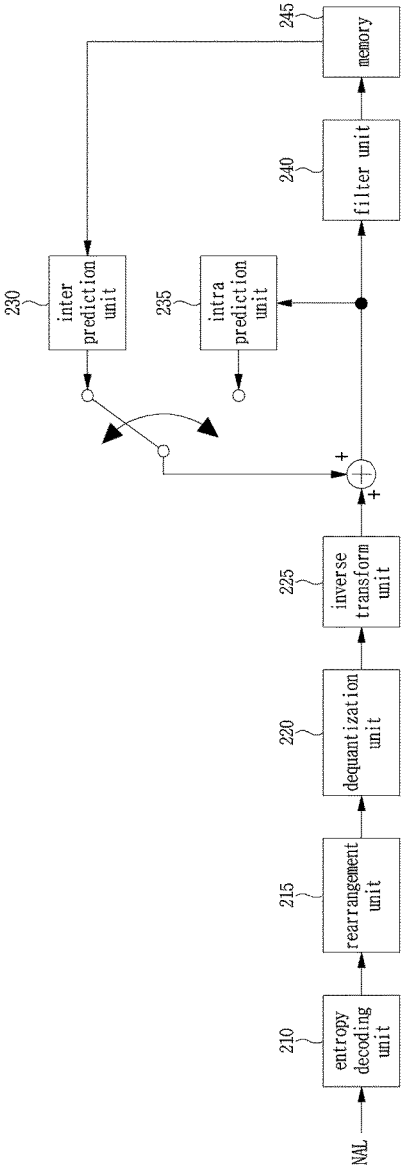 NAL
210
entropy
decoding
unit
215
rearrangement
unit
220
dequantization
unit
225
inverse
transform
unit
+
+
230
inter
prediction
unit
235
intra
prediction
unit
240
filter unit
245
memory